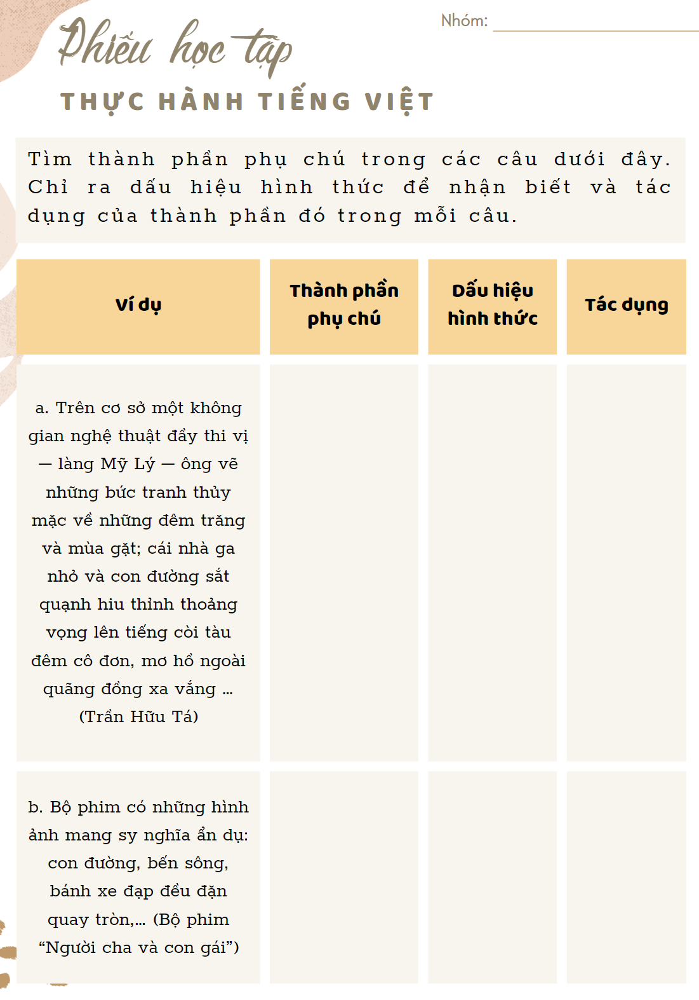 Phiếu học tập
Nhóm:
THỰC HÀNH TIẾNG VIỆT
Tìm thành phần phụ chú trong các câu dưới đây.
Chỉ ra dấu hiệu hình thức để nhận biết và tác
dụng của thành phần đó trong mỗi câu.
Ví dụ
Thành phần
phụ chú
Dấu hiệu
hình thức
Tác dụng
a. Trên cơ sở một không
gian nghệ thuật đầy thi vị
— làng Mỹ Lý — ông vẽ
những bức tranh thủy
mặc về những đêm trăng
và mùa gặt; cái nhà ga
nhỏ và con đường sắt
quạnh hiu thỉnh thoảng
vọng lên tiếng còi tàu
đêm cô đơn, mơ hồ ngoài
quãng đồng xa vắng ...
(Trần Hữu Tá)
b. Bộ phim có những hình
ảnh mang sy nghĩa ẩn dụ:
con đường, bến sông,
bánh xe đạp đều đặn
quay tròn,... (Bộ phim
“Người cha và con gái”)